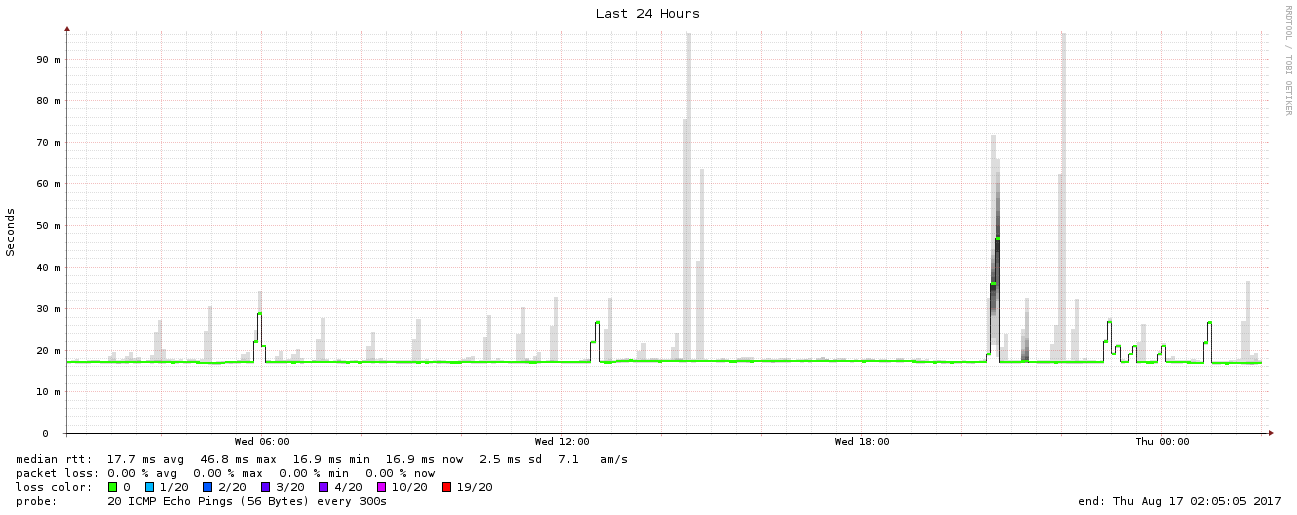 Last 24 Hours
RRDTOOL / TOBI OETIKER
Seconds
90 m
80 m
70 m
60 m
50 m
40 m
30 m
20 m
10 m
0
Wed 06:00 Wed 12:00 Wed 18:00 Thu 00:00
median rtt: 17.7 ms avg 46.8 ms max 16.9 ms min 16.9 ms now 2.5 ms sd 7.1 am/s
packet loss: 0.00 % avg 0.00 % max 0.00 % min 0.00 % now
loss color: 0 1/20 2/20 3/20 4/20 10/20 19/20
probe: 20 ICMP Echo Pings (56 Bytes) every 300s end: Thu Aug 17 02:05:05 2017